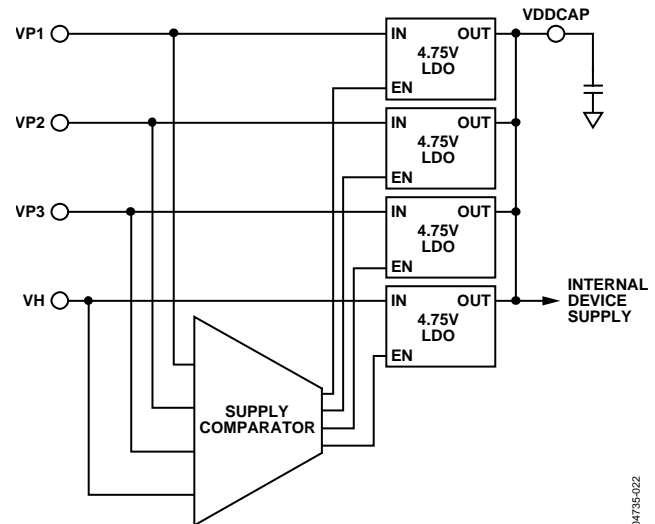 VDDCAP
VP1
IN
OUT
4.75V
LDO
EN
VP2
IN
OUT
4.75V
LDO
EN
VP3
IN
OUT
4.75V
LDO
EN
VH
IN
OUT
4.75V
LDO
EN
INTERNAL
DEVICE
SUPPLY
SUPPLY
COMPARATOR
04735-022